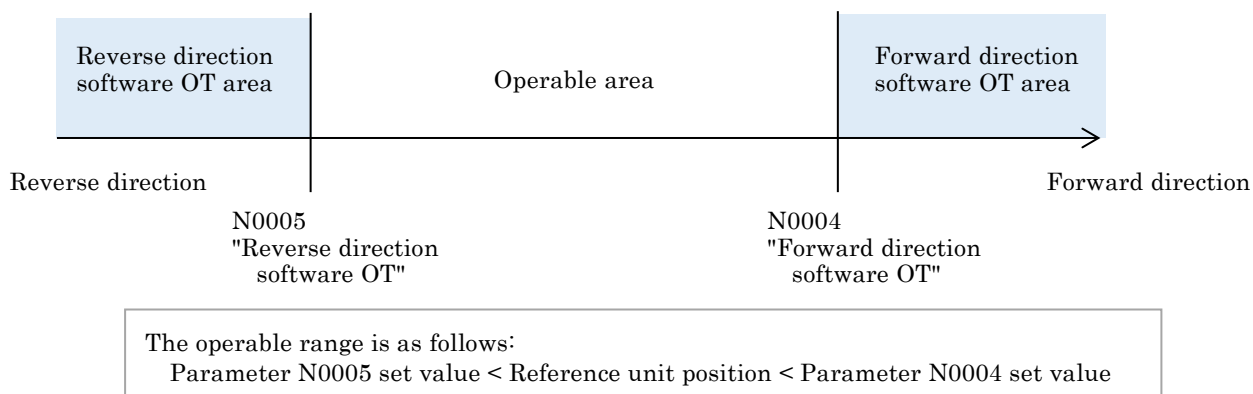 Reverse direction
software OT area
Operable area
Forward direction
software OT area
Reverse direction
Forward direction
N0005
"Reverse direction
software OT"
N0004
"Forward direction
software OT"
The operable range is as follows:
Parameter N0005 set value < Reference unit position < Parameter N0004 set value